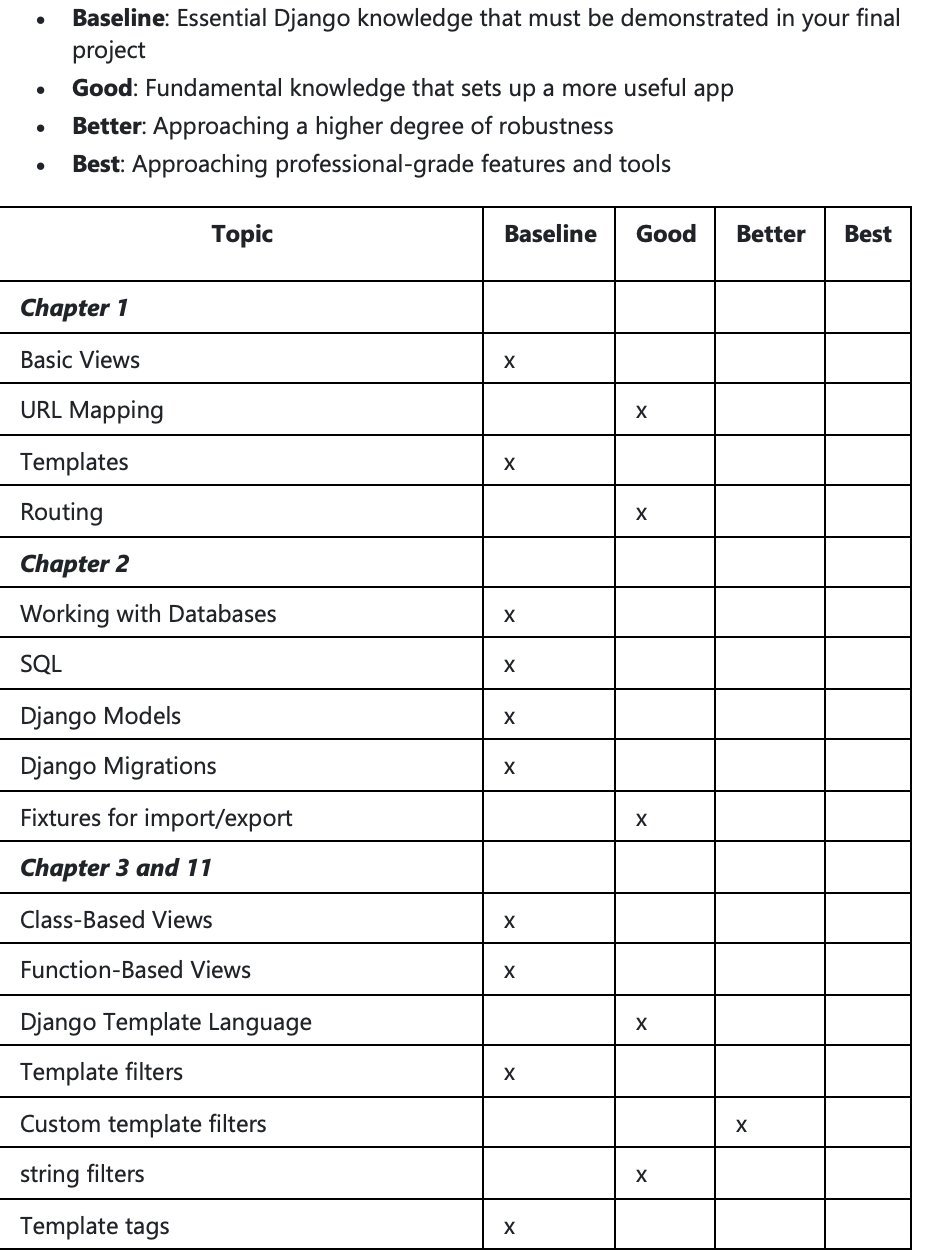 • Baseline: Essential Django knowledge that must be demonstrated in your final
project
• Good: Fundamental knowledge that sets up a more useful app
• Better: Approaching a higher degree of robustness
• Best: Approaching professional-grade features and tools
Topic Baseline Good Better Best
Chapter 1
Basic Views x
URL Mapping x
Templates x
Routing x
Chapter 2
Working with Databases x
SQL x
Django Models x
Django Migrations x
Fixtures for import/export x
Chapter 3 and 11
Class-Based Views x
Function-Based Views x
Django Template Language x
Template filters x
Custom template filters x
string filters x
Template tags x